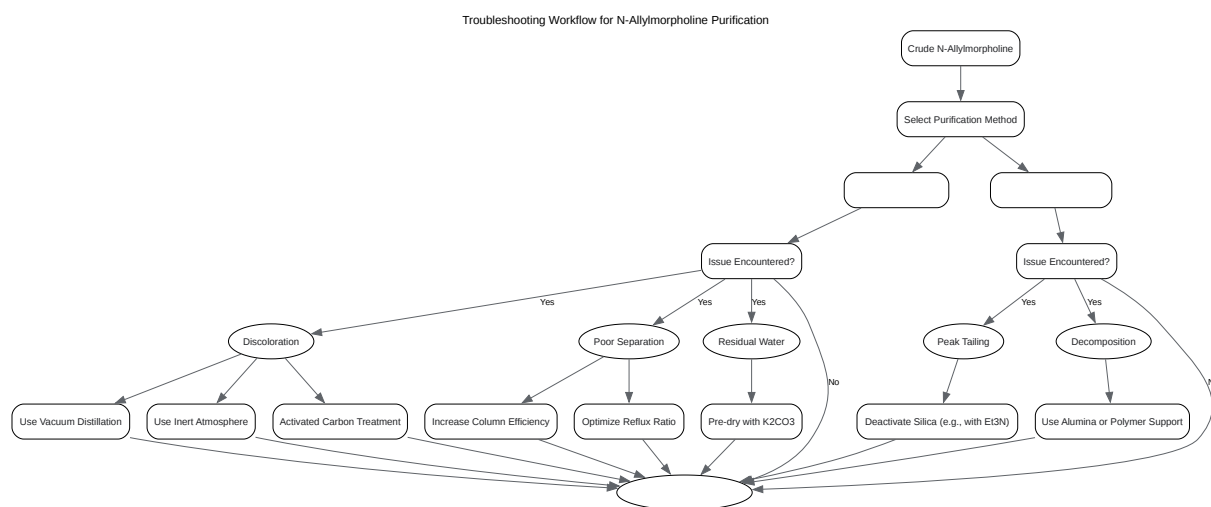 Troubleshooting Workflow for N-Allylmorpholine Purification
Crude N-Allylmorpholine
Select Purification Method
Issue Encountered?
Issue Encountered?
Yes
Yes
Yes
Yes
Yes
Discoloration
Poor Separation
Residual Water
Peak Tailing
Decomposition
No
Use Vacuum Distillation
Use Inert Atmosphere
Activated Carbon Treatment
Increase Column Efficiency
Optimize Reflux Ratio
Pre-dry with K2CO3
Deactivate Silica (e.g., with Et3N)
Use Alumina or Polymer Support